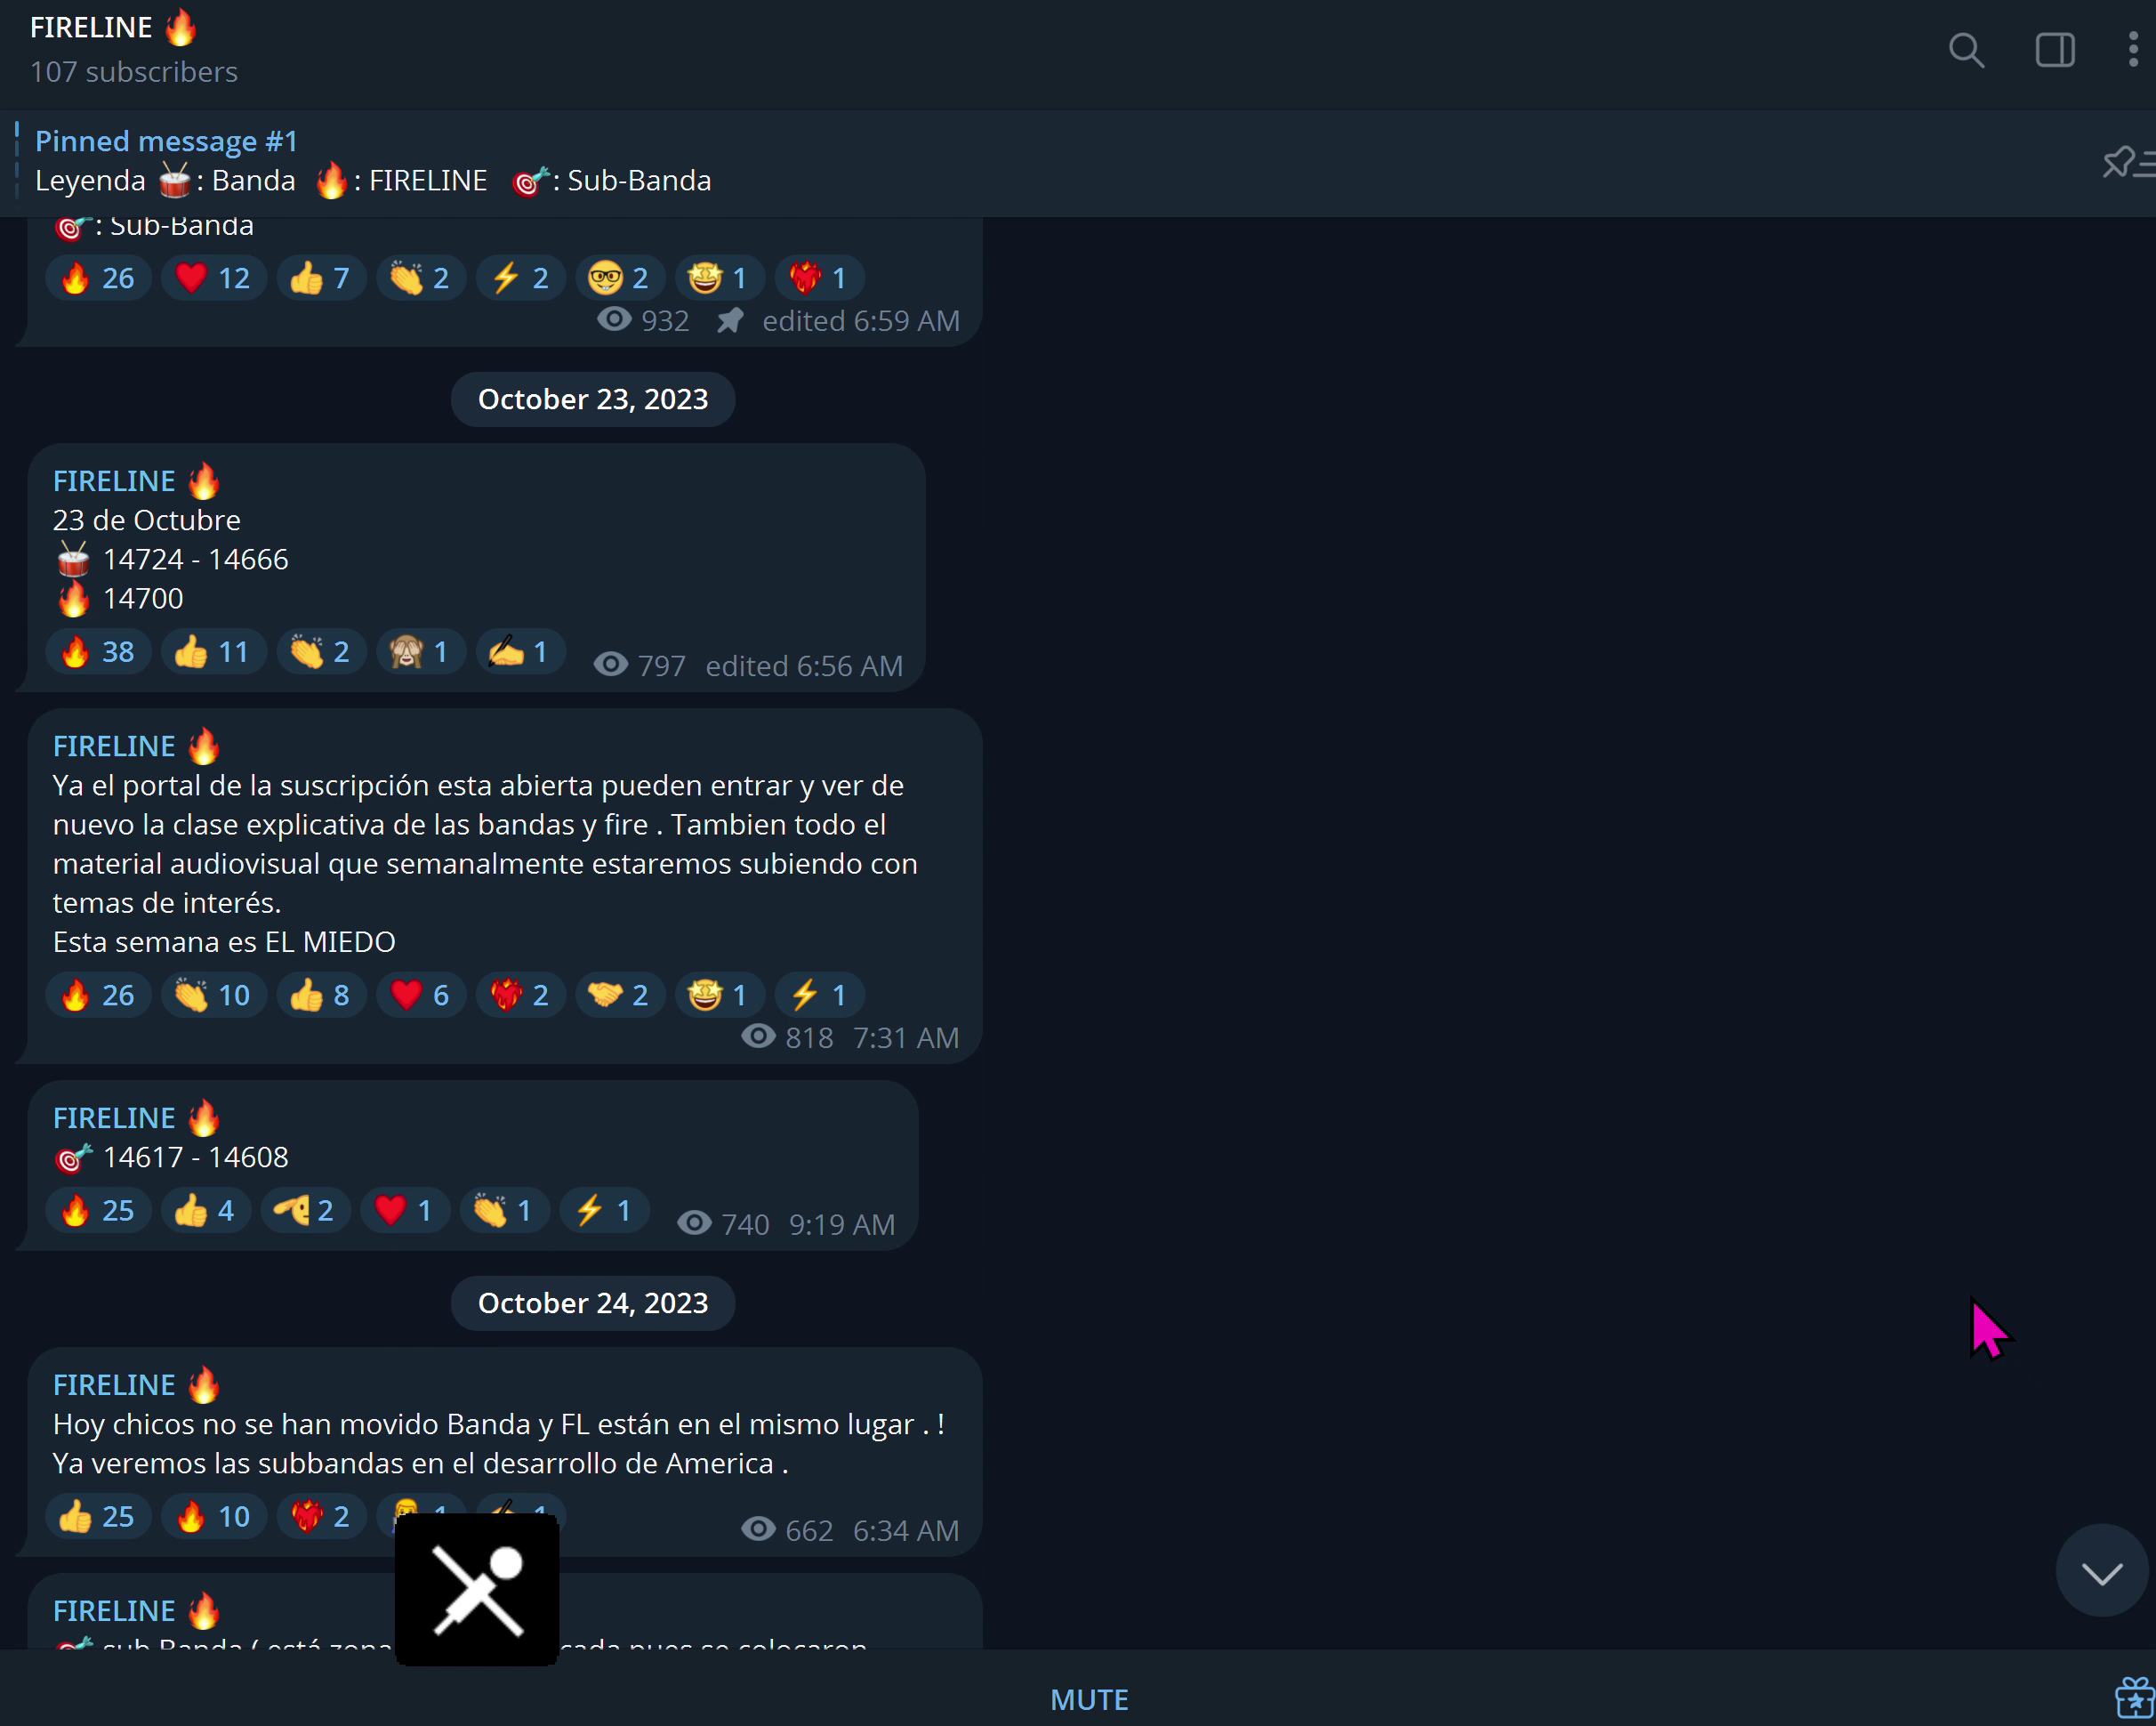 FIRELINE 🔥
107 subscribers
Pinned message #1
Leyenda 🥁: Banda 🔥: FIRELINE 🎯: Sub-Banda
🎯: Sub-Banda
🔥 26 ❤️ 12 👍 7 👏 2 ⚡ 2 🤓 2 🤩 1 ❤️‍🔥 1
932 edited 6:59 AM
October 23, 2023
FIRELINE 🔥
23 de Octubre
🥁 14724 - 14666
🔥 14700
🔥 38 👍 11 👏 2 🙈 1 ✍️ 1 797 edited 6:56 AM
FIRELINE 🔥
Ya el portal de la suscripción esta abierta pueden entrar y ver de
nuevo la clase explicativa de las bandas y fire . Tambien todo el
material audiovisual que semanalmente estaremos subiendo con
temas de interés.
Esta semana es EL MIEDO
🔥 26 👏 10 👍 8 ❤️ 6 ❤️‍🔥 2 🤝 2 🤩 1 ⚡ 1
818 7:31 AM
FIRELINE 🔥
🎯 14617 - 14608
🔥 25 👍 4 🫡 2 ❤️ 1 👏 1 ⚡ 1 740 9:19 AM
October 24, 2023
FIRELINE 🔥
Hoy chicos no se han movido Banda y FL están en el mismo lugar . !
Ya veremos las subbandas en el desarrollo de America .
👍 25 🔥 10 ❤️‍🔥 2 1 1 662 6:34 AM
FIRELINE 🔥
🎯 sub Banda ( está zona pues se colocaron
MUTE